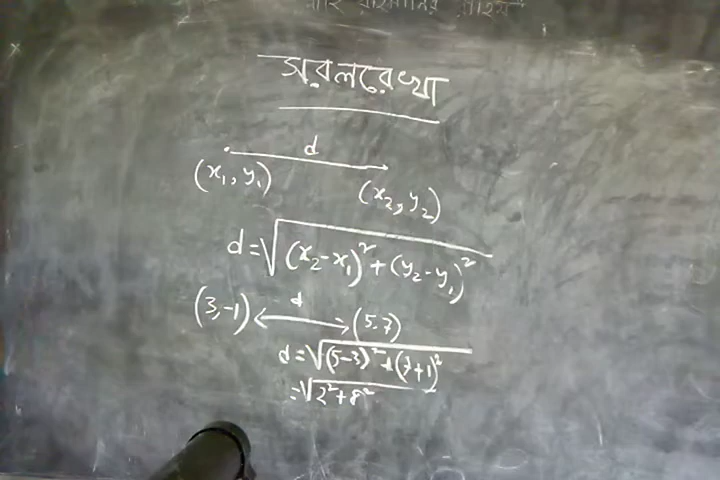 সরলরেখা
d
(x₁, y₁)
(x₂, y₂)
d = √(x₂-x₁)² + (y₂-y₁)²
(3,-1) d (5,7)
d = √(5-3)² + (7+1)²
= √2² + 8²